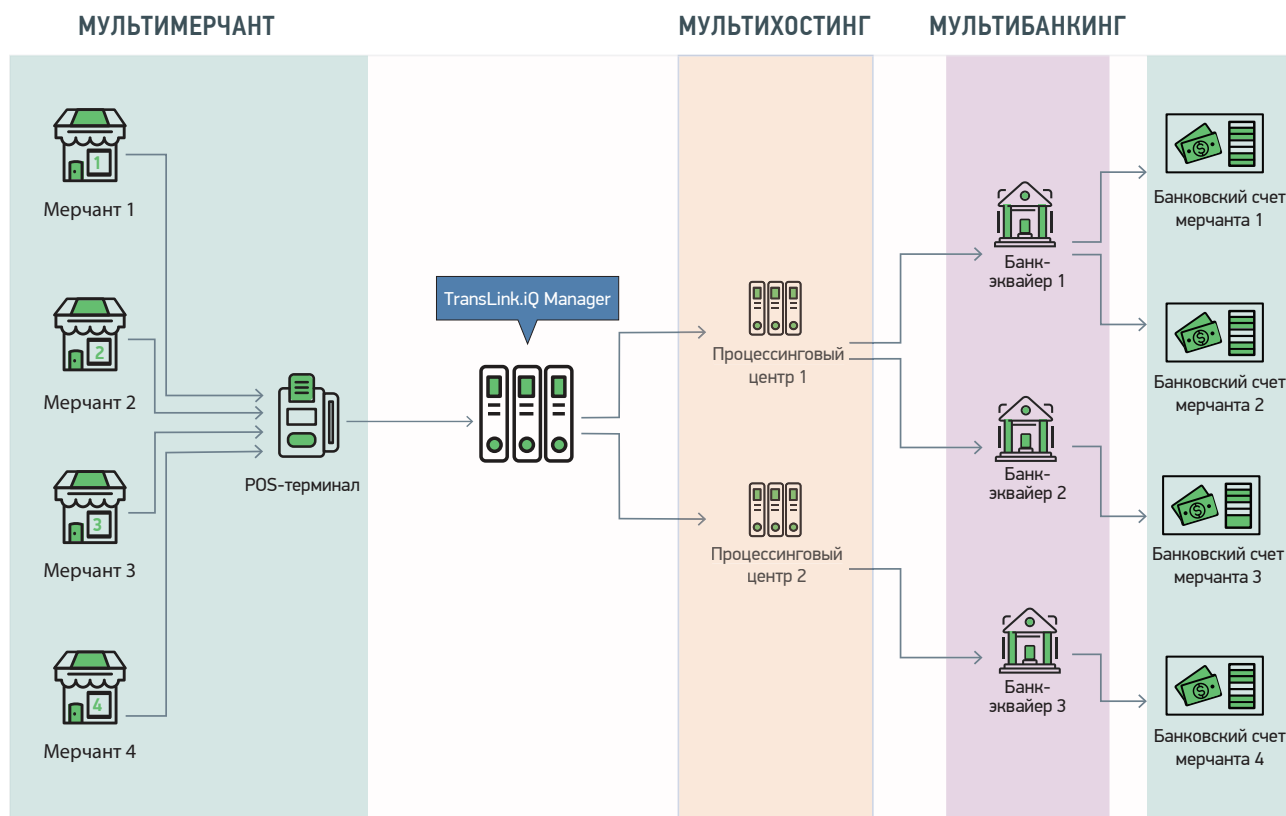 МУЛЬТИМЕРЧАНТ
МУЛЬТИХОСТИНГ
МУЛЬТИБАНКИНГ
1
Мерчант 1
2
Мерчант 2
3
Мерчант 3
4
Мерчант 4
POS-терминал
TransLink.iQ Manager
Процессинговый
центр 1
Процессинговый
центр 2
Банк-
эквайер 1
Банк-
эквайер 2
Банк-
эквайер 3
$
Банковский счет
мерчанта 1
$
Банковский счет
мерчанта 2
$
Банковский счет
мерчанта 3
$
Банковский счет
мерчанта 4